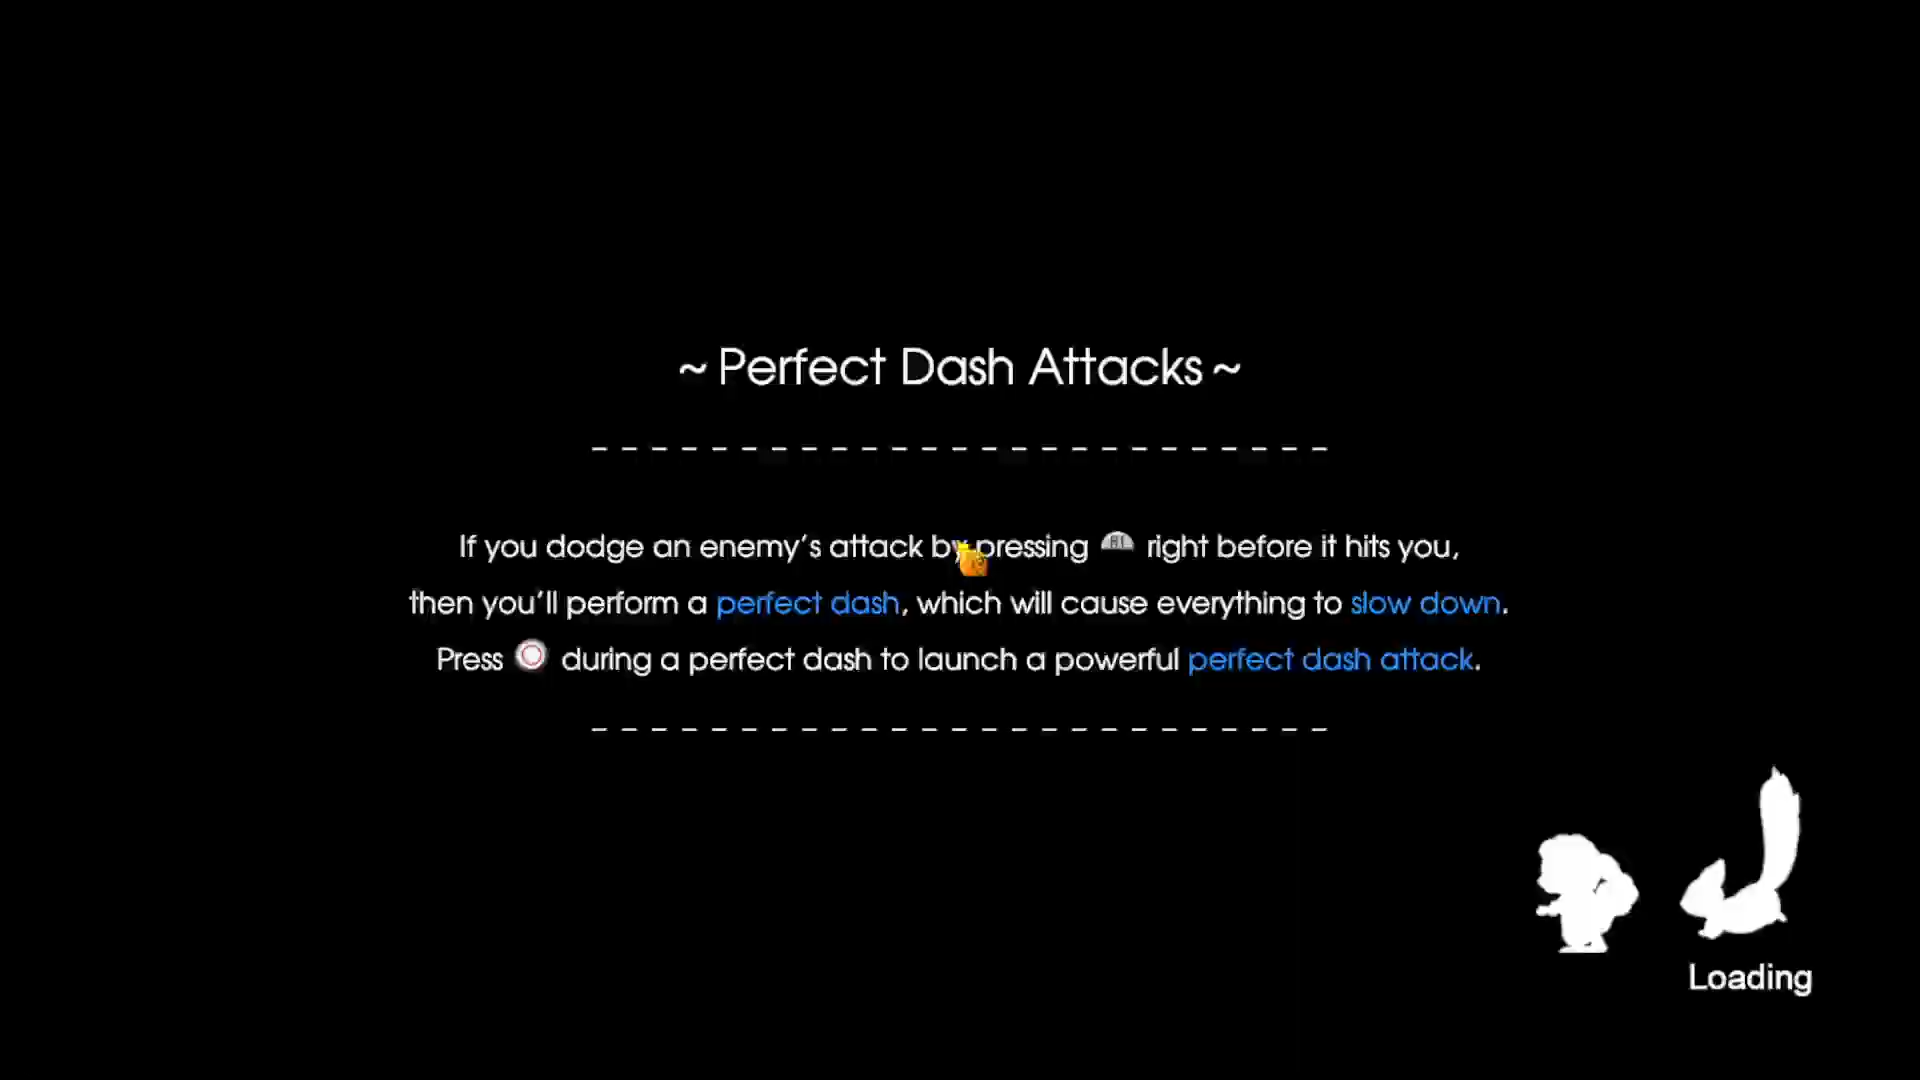 ~ Perfect Dash Attacks ~
If you dodge an enemy's attack by pressing R1 right before it hits you,
then you'll perform a perfect dash, which will cause everything to slow down.
Press ○ during a perfect dash to launch a powerful perfect dash attack.
Loading